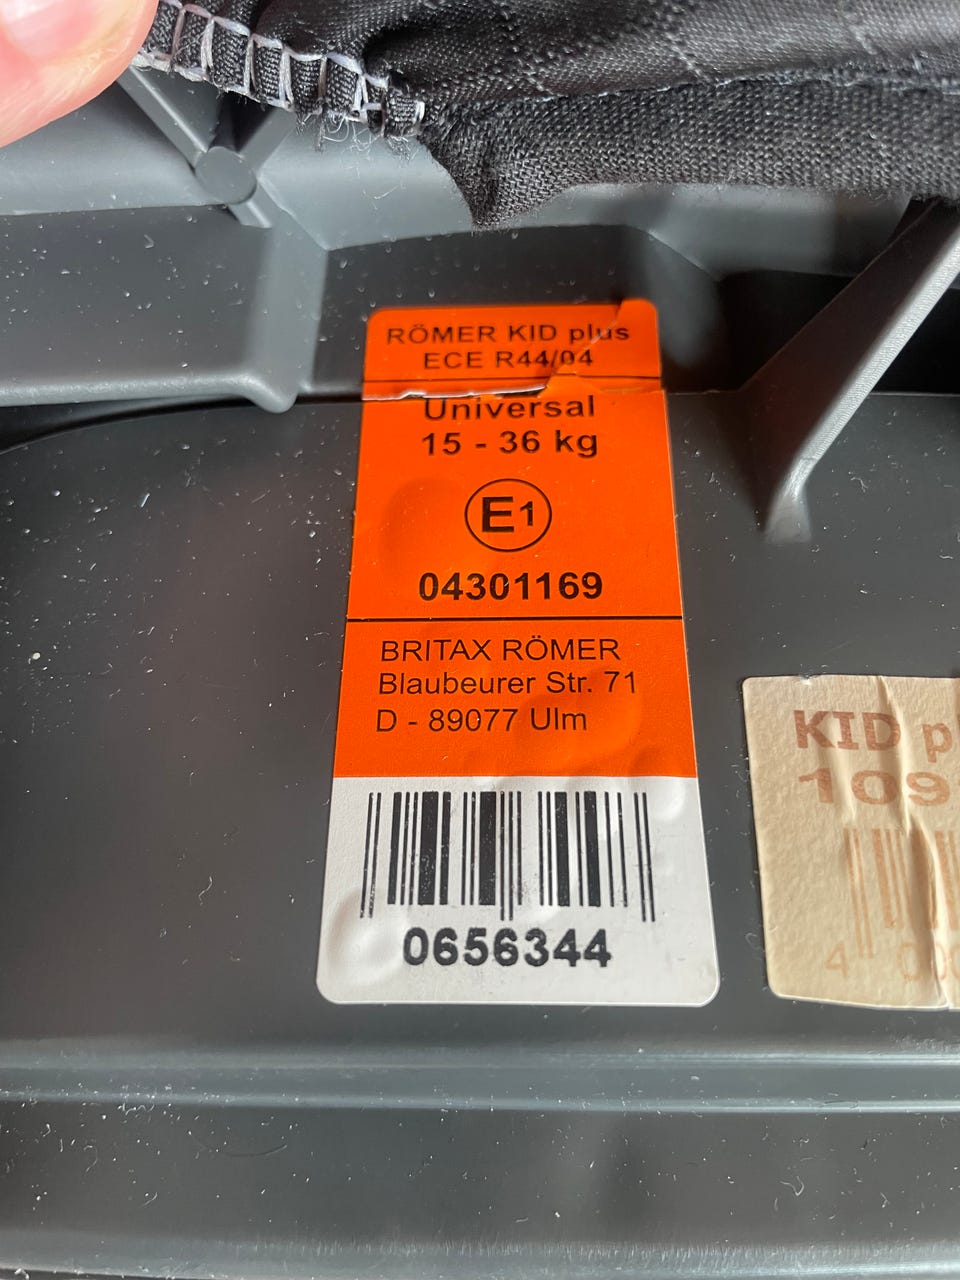 RÖMER KID plus
ECE R44/04
Universal
15 - 36 kg
E1
04301169
BRITAX RÖMER
Blaubeurer Str. 71
D - 89077 Ulm
0656344
KID
109
4